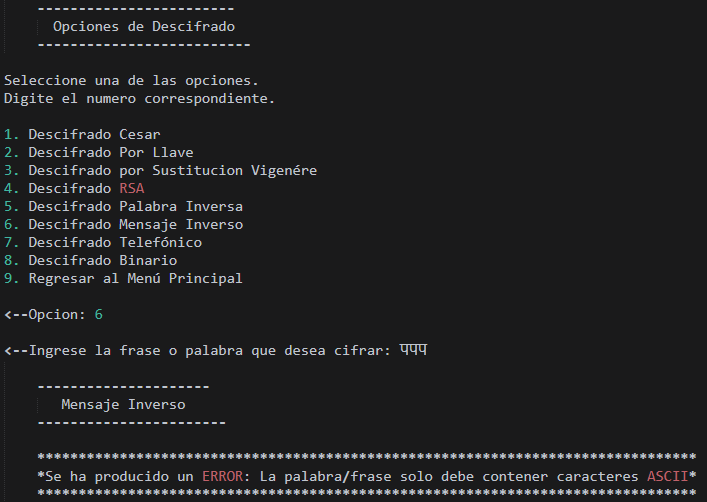 ------------------------
Opciones de Descifrado
--------------------------
Seleccione una de las opciones.
Digite el numero correspondiente.
1. Descifrado Cesar
2. Descifrado Por Llave
3. Descifrado por Sustitucion Vigenére
4. Descifrado RSA
5. Descifrado Palabra Inversa
6. Descifrado Mensaje Inverso
7. Descifrado Telefónico
8. Descifrado Binario
9. Regresar al Menú Principal
<--Opcion: 6
<--Ingrese la frase o palabra que desea cifrar: पपप
---------------------
Mensaje Inverso
-----------------------
********************************************************************************
*Se ha producido un ERROR: La palabra/frase solo debe contener caracteres ASCII*
********************************************************************************